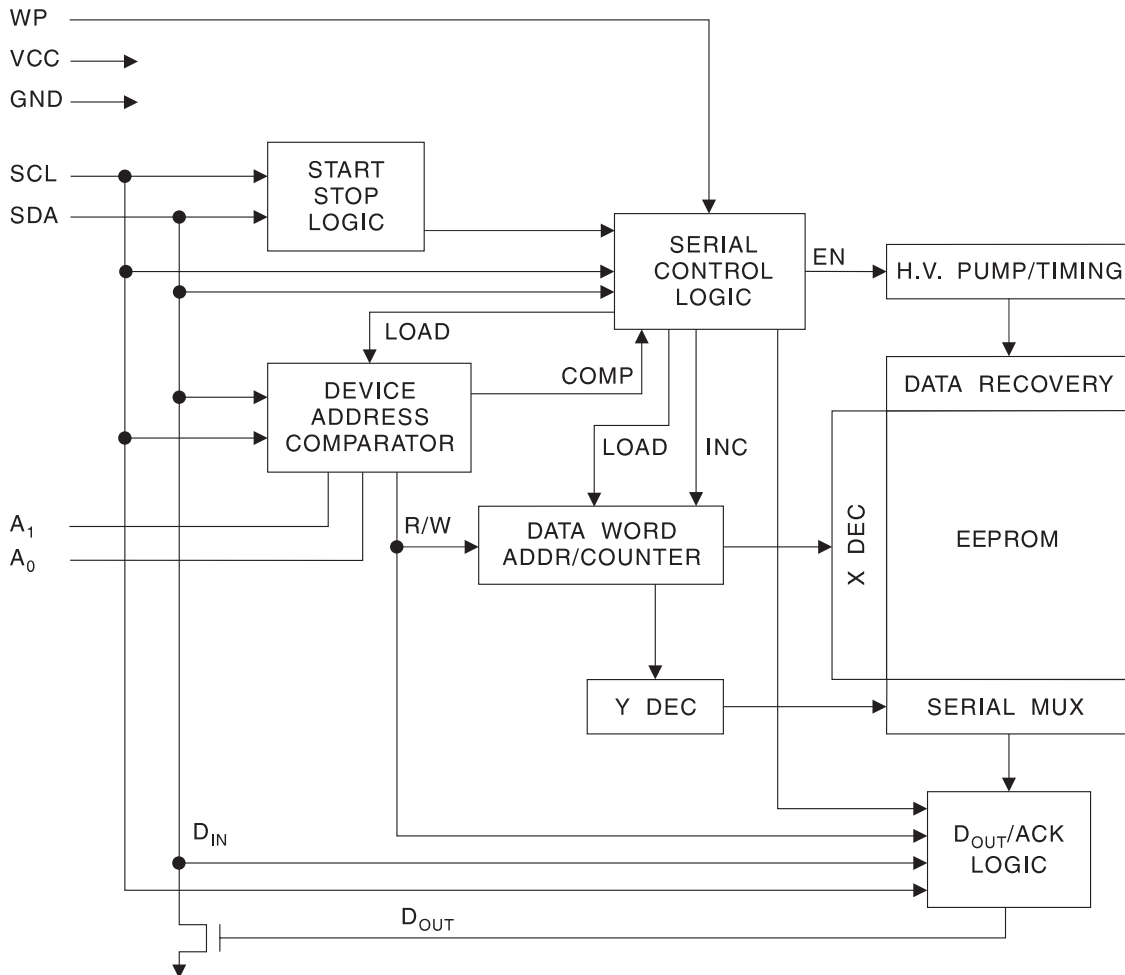 WP
VCC
GND
SCL
SDA
START
STOP
LOGIC
SERIAL
CONTROL
LOGIC
EN
H.V. PUMP/TIMING
LOAD
COMP
DEVICE
ADDRESS
COMPARATOR
DATA RECOVERY
LOAD
INC
A1
A0
R/W
DATA WORD
ADDR/COUNTER
X DEC
EEPROM
Y DEC
SERIAL MUX
DIN
DOUT/ACK
LOGIC
DOUT